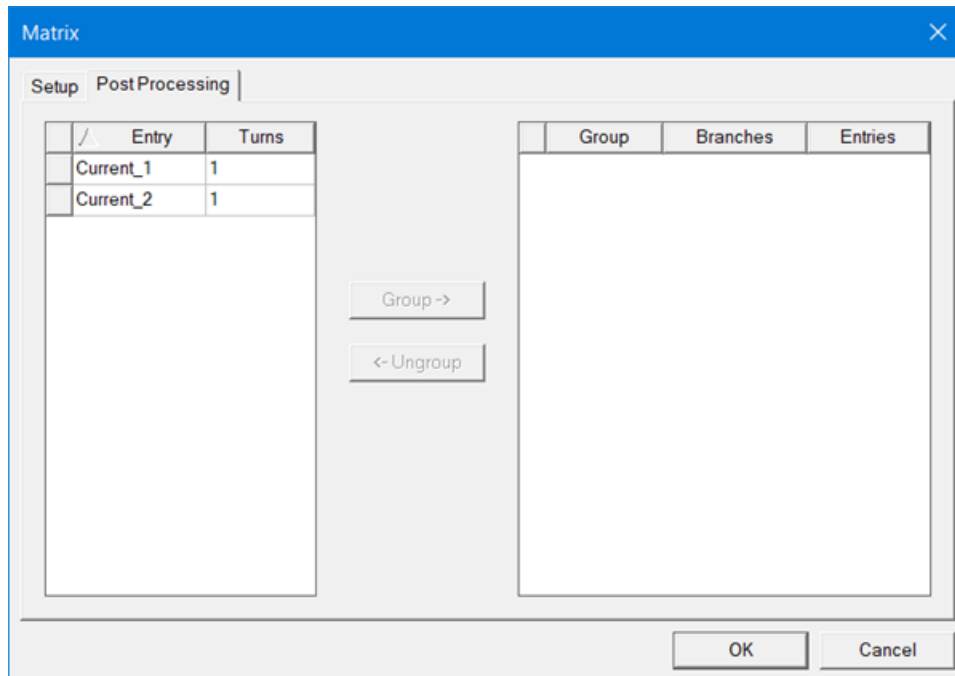 Matrix
Setup Post Processing
Entry Turns Group Branches Entries
Current_1 1
Current_2 1
Group ->
<- Ungroup
OK Cancel